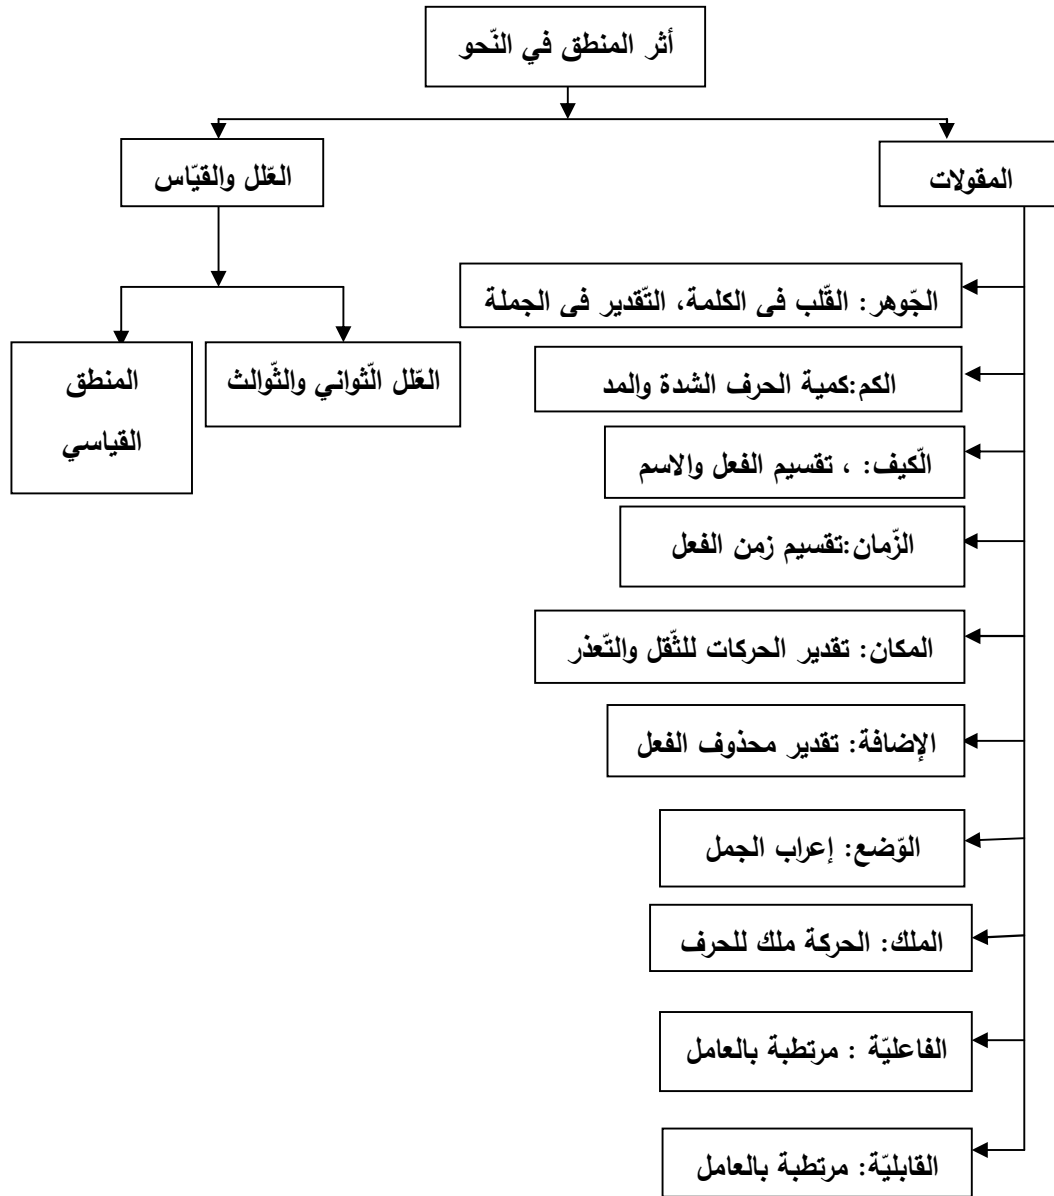 أثر المنطق في النّحو
المقولات
العّلل والقيّاس
الجّوهر: القّلب فى الكلمة، التّقدير فى الجملة
الكم:كمية الحرف الشدة والمد
الّكيف: ، تقسيم الفعل والاسم
الزّمان:تقسيم زمن الفعل
المكان: تقدير الحركات للثّقل والتّعذر
الإضافة: تقدير محذوف الفعل
الوّضع: إعراب الجمل
الملك: الحركة ملك للحرف
الفاعليّة : مرتطبة بالعامل
القابليّة: مرتطبة بالعامل
العّلل الّثواني والثّوالث
المنطق
القياسي